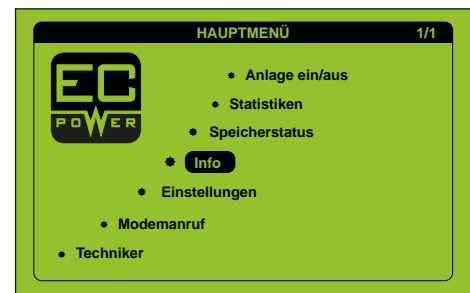 HAUPTMENÜ 1/1
EC
POWER
Anlage ein/aus
Statistiken
Speicherstatus
Info
Einstellungen
Modemanruf
Techniker